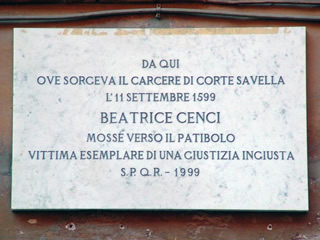 DA QUI
OVE SORGEVA IL CARCERE DI CORTE SAVELLA
L'11 SETTEMBRE 1599
BEATRICE CENCI
MOSSÉ VERSO IL PATIBOLO
VITTIMA ESEMPLARE DI UNA GIUSTIZIA INGIUSTA
S.P.Q.R. - 1999